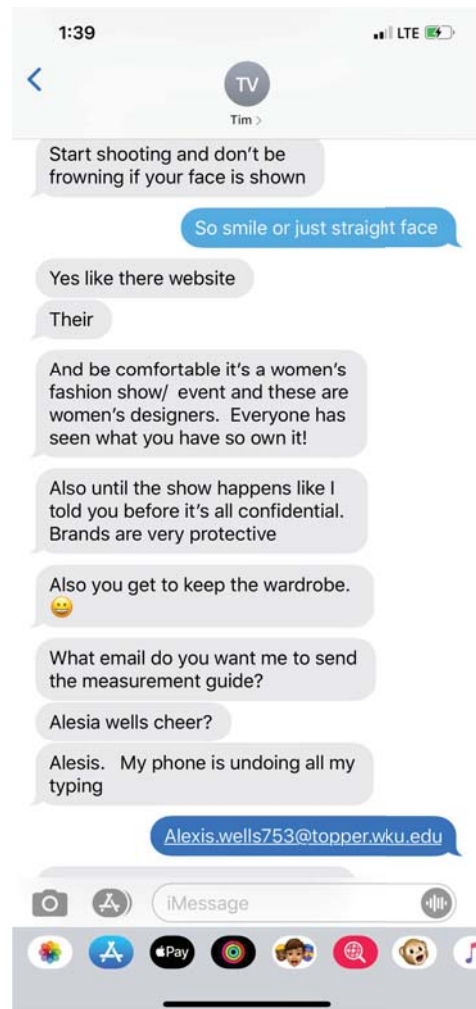 1:39
LTE
TV
Tim >
Start shooting and don't be
frowning if your face is shown
So smile or just straight face
Yes like there website
Their
And be comfortable it's a women's
fashion show/ event and these are
women's designers. Everyone has
seen what you have so own it!
Also until the show happens like I
told you before it's all confidential.
Brands are very protective
Also you get to keep the wardrobe.
😀
What email do you want me to send
the measurement guide?
Alesia wells cheer?
Alesis. My phone is undoing all my
typing
Alexis.wells753@topper.wku.edu
iMessage
Pay